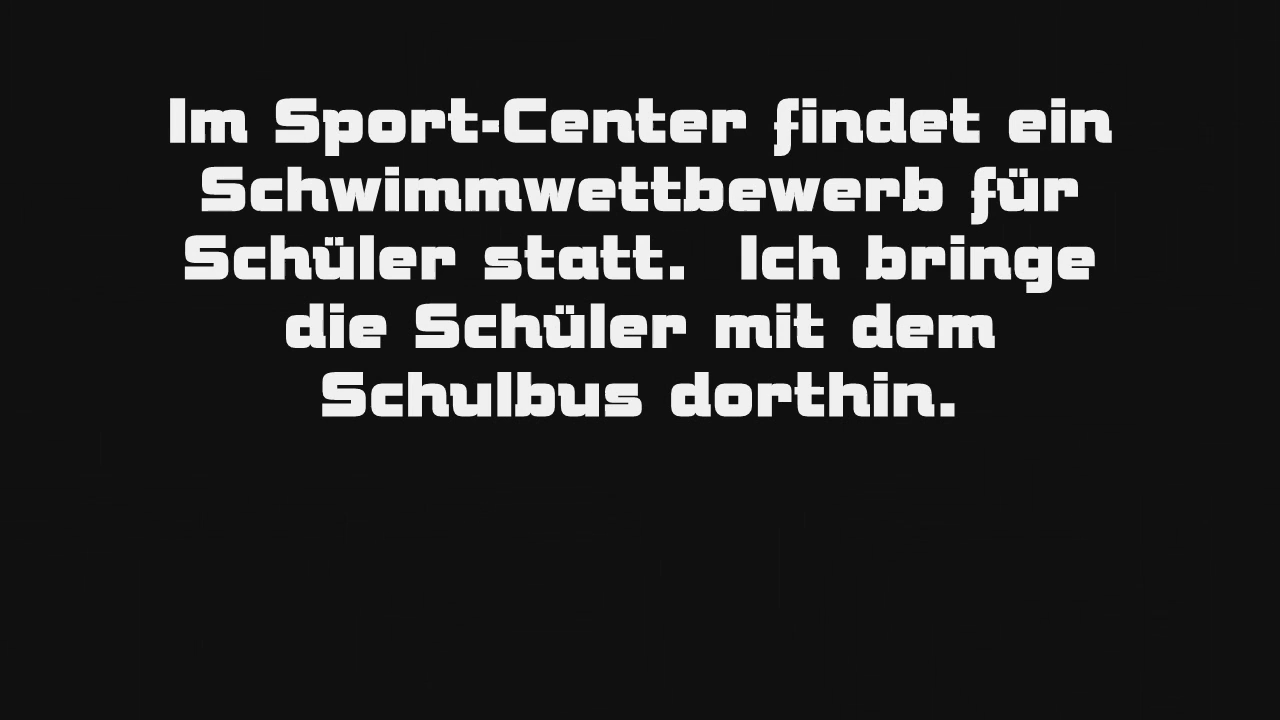 Im Sport-Center findet ein
Schwimmwettbewerb für
Schüler statt.  Ich bringe
die Schüler mit dem
Schulbus dorthin.